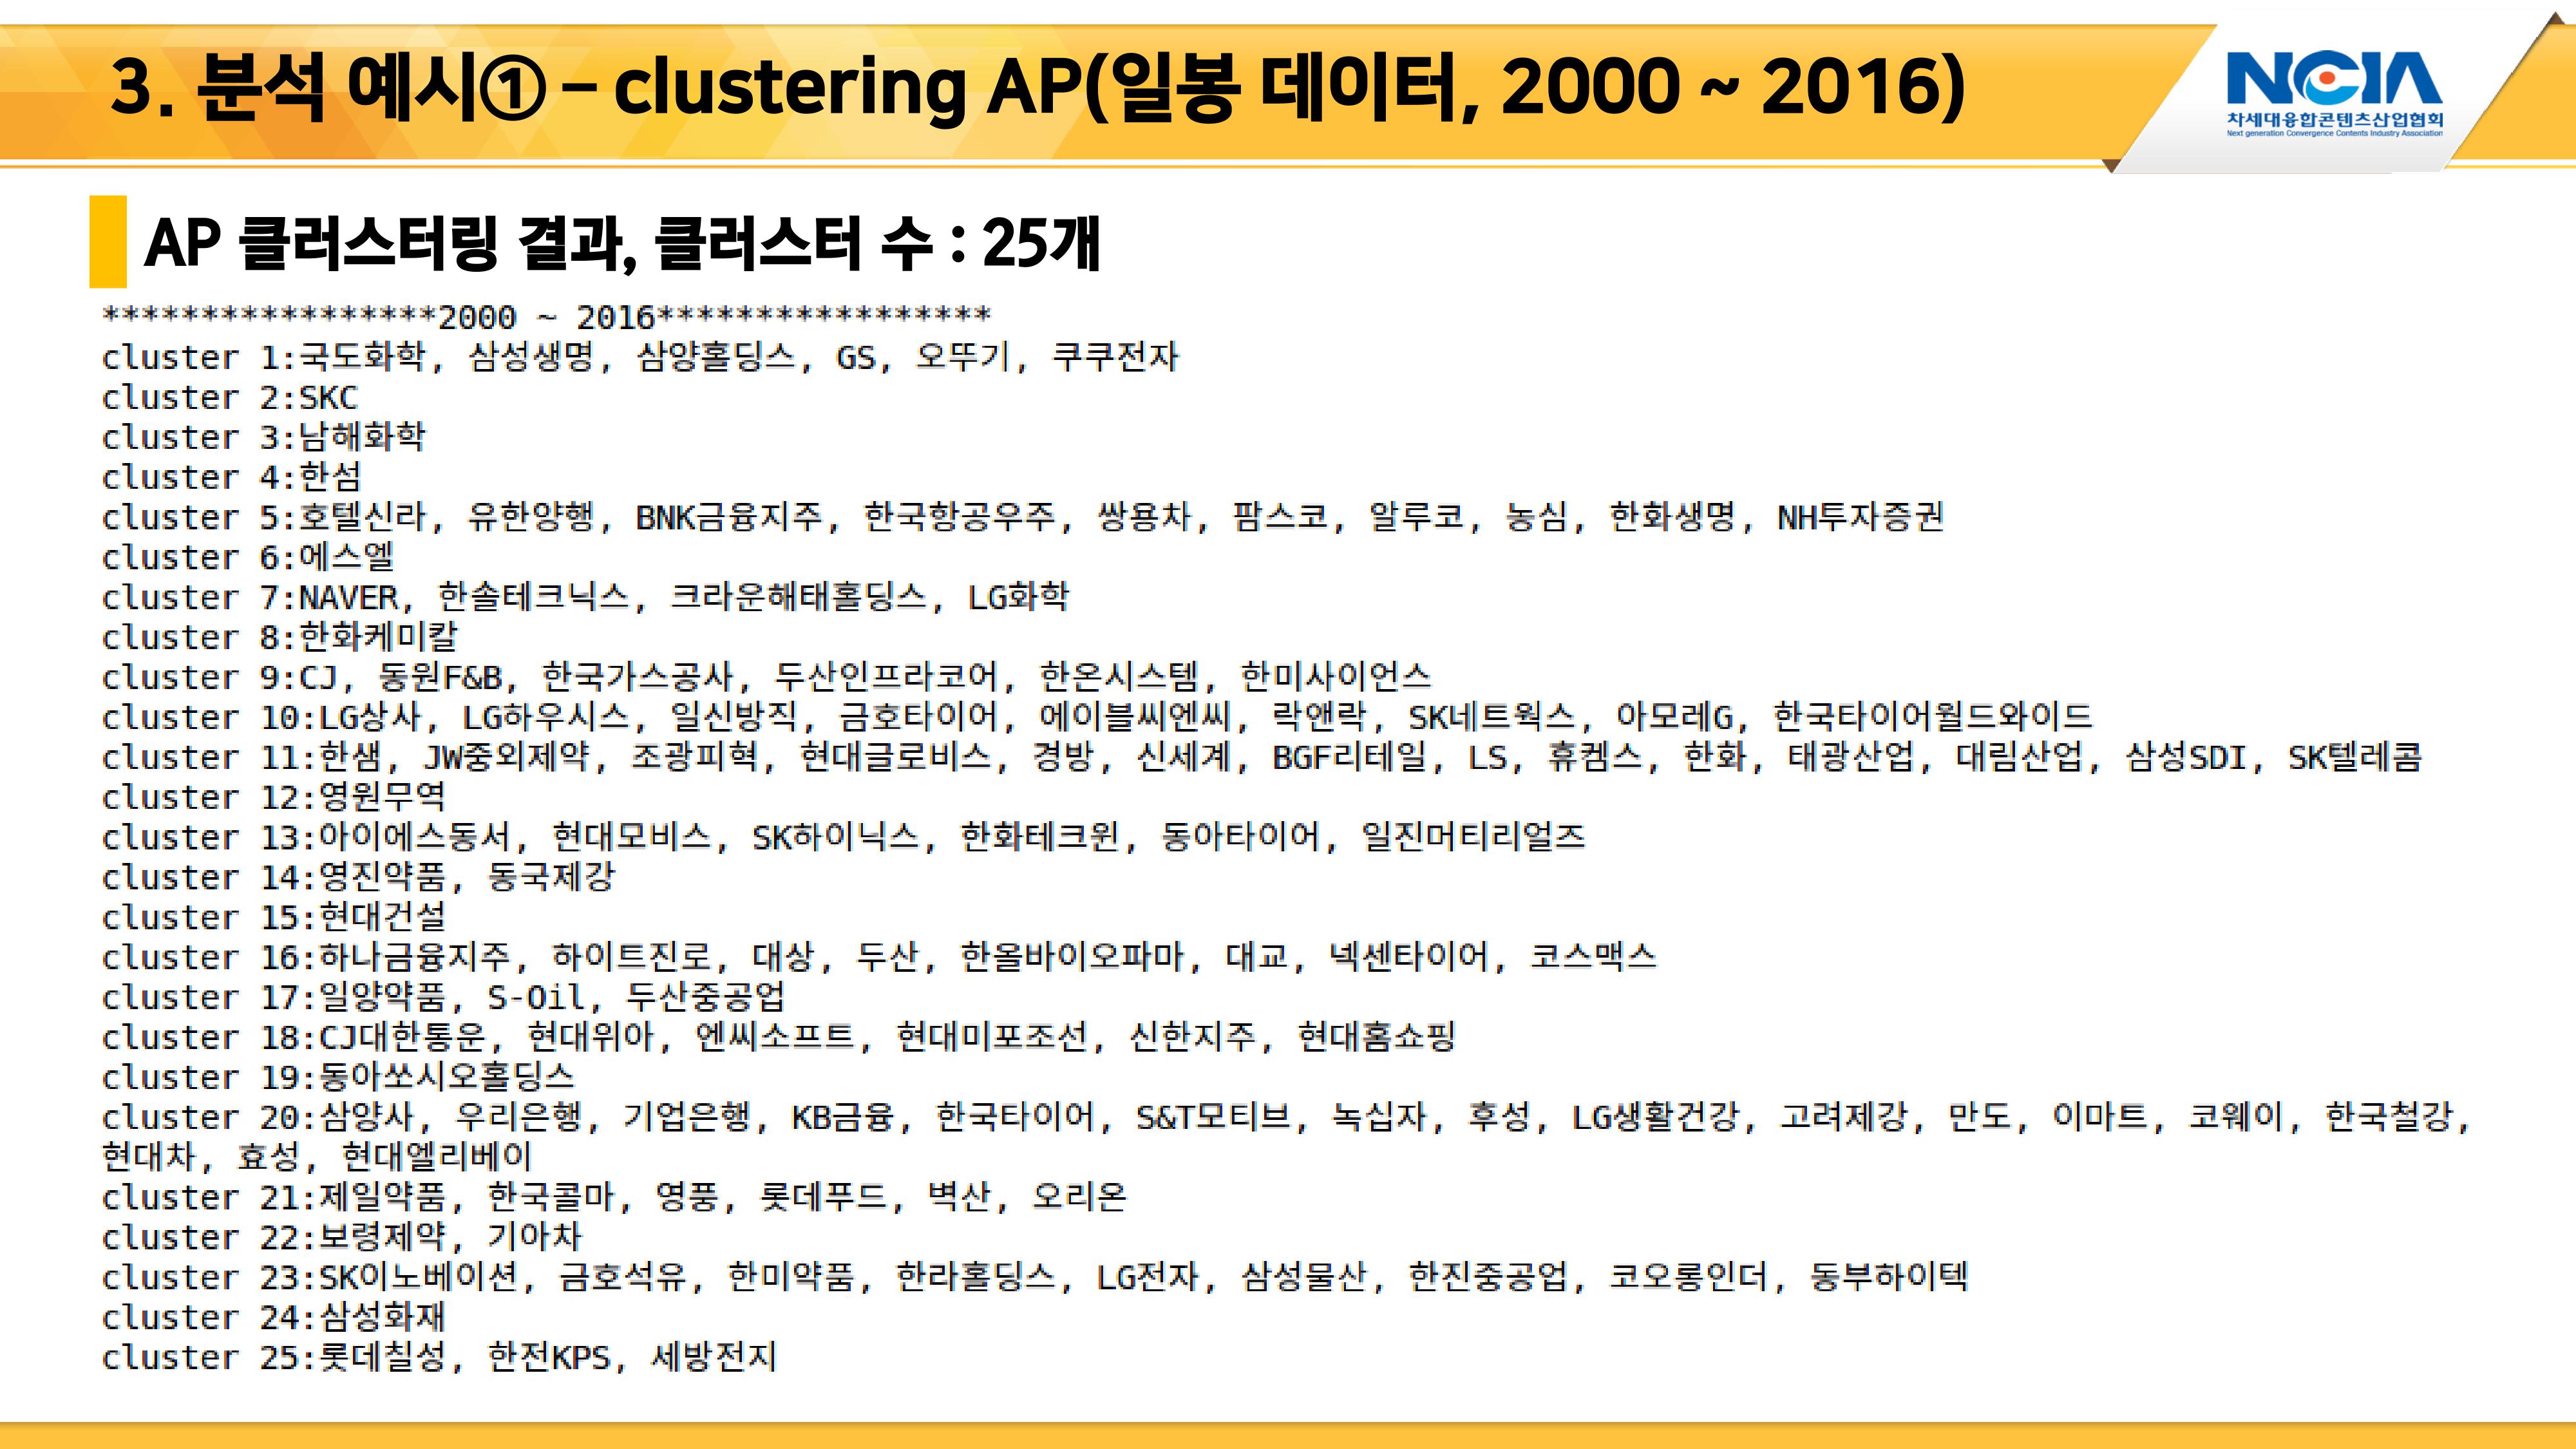 3. 분석 예시① – clustering AP(일봉 데이터, 2000 ~ 2016)
NCIA
차세대융합콘텐츠산업협회
Next generation Convergence Contents Industry Association
AP 클러스터링 결과, 클러스터 수 : 25개
*****************2000 ~ 2016*****************
cluster 1:국도화학, 삼성생명, 삼양홀딩스, GS, 오뚜기, 쿠쿠전자
cluster 2:SKC
cluster 3:남해화학
cluster 4:한섬
cluster 5:호텔신라, 유한양행, BNK금융지주, 한국항공우주, 쌍용차, 팜스코, 알루코, 농심, 한화생명, NH투자증권
cluster 6:에스엘
cluster 7:NAVER, 한솔테크닉스, 크라운해태홀딩스, LG화학
cluster 8:한화케미칼
cluster 9:CJ, 동원F&B, 한국가스공사, 두산인프라코어, 한온시스템, 한미사이언스
cluster 10:LG상사, LG하우시스, 일신방직, 금호타이어, 에이블씨엔씨, 락앤락, SK네트웍스, 아모레G, 한국타이어월드와이드
cluster 11:한샘, JW중외제약, 조광피혁, 현대글로비스, 경방, 신세계, BGF리테일, LS, 휴켐스, 한화, 태광산업, 대림산업, 삼성SDI, SK텔레콤
cluster 12:영원무역
cluster 13:아이에스동서, 현대모비스, SK하이닉스, 한화테크윈, 동아타이어, 일진머티리얼즈
cluster 14:영진약품, 동국제강
cluster 15:현대건설
cluster 16:하나금융지주, 하이트진로, 대상, 두산, 한올바이오파마, 대교, 넥센타이어, 코스맥스
cluster 17:일양약품, S-Oil, 두산중공업
cluster 18:CJ대한통운, 현대위아, 엔씨소프트, 현대미포조선, 신한지주, 현대홈쇼핑
cluster 19:동아쏘시오홀딩스
cluster 20:삼양사, 우리은행, 기업은행, KB금융, 한국타이어, S&T모티브, 녹십자, 후성, LG생활건강, 고려제강, 만도, 이마트, 코웨이, 한국철강,
현대차, 효성, 현대엘리베이
cluster 21:제일약품, 한국콜마, 영풍, 롯데푸드, 벽산, 오리온
cluster 22:보령제약, 기아차
cluster 23:SK이노베이션, 금호석유, 한미약품, 한라홀딩스, LG전자, 삼성물산, 한진중공업, 코오롱인더, 동부하이텍
cluster 24:삼성화재
cluster 25:롯데칠성, 한전KPS, 세방전지